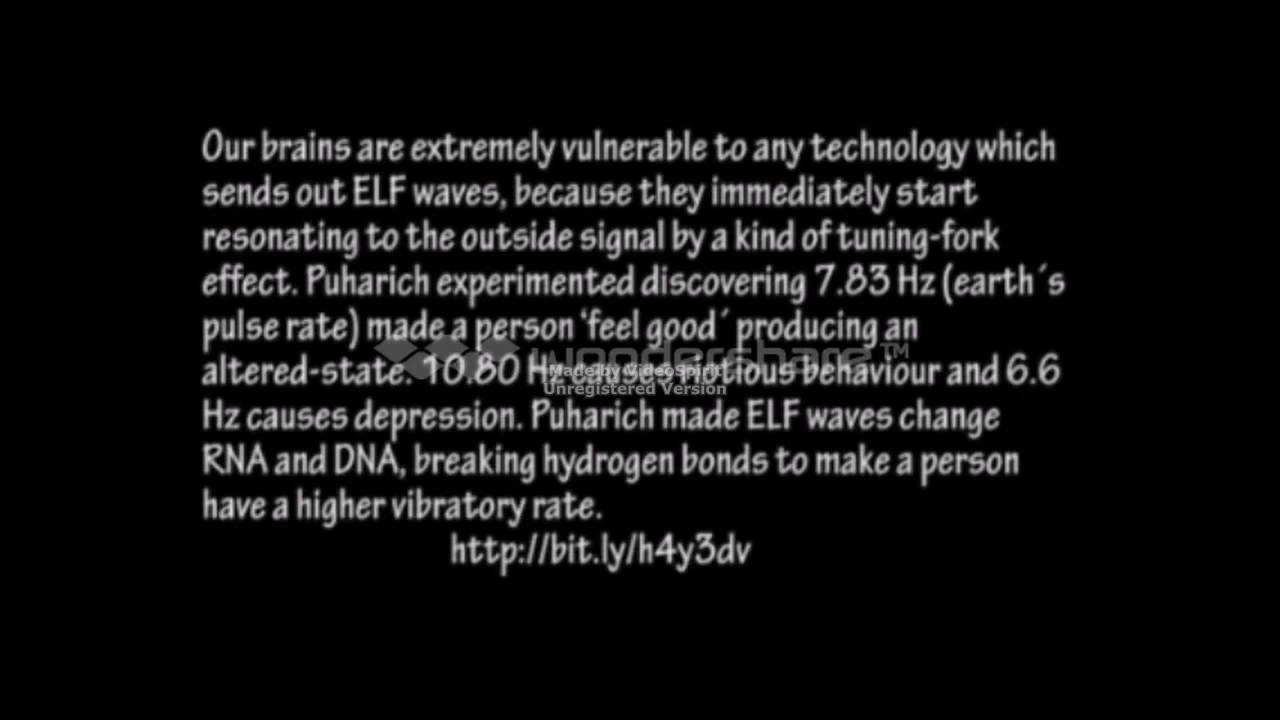 Our brains are extremely vulnerable to any technology which
sends out ELF waves, because they immediately start
resonating to the outside signal by a kind of tuning-fork
effect. Puharich experimented discovering 7.83 Hz (earth´s
pulse rate) made a person ‘feel good´ producing an
wondershare™
altered-state. 10.80 Hz causes riotious behaviour and 6.6
Made by VideoSpirit
Unregistered Version
Hz causes depression. Puharich made ELF waves change
RNA and DNA, breaking hydrogen bonds to make a person
have a higher vibratory rate.
http://bit.ly/h4y3dv